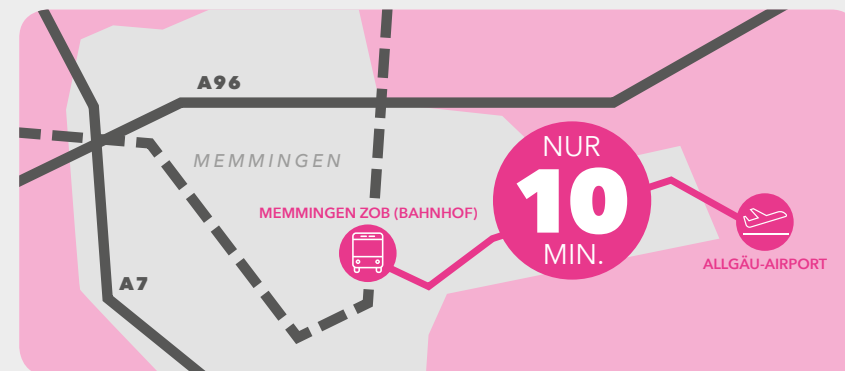 A96
MEMMINGEN
NUR
10
MIN.
MEMMINGEN ZOB (BAHNHOF)
ALLGÄU-AIRPORT
A7